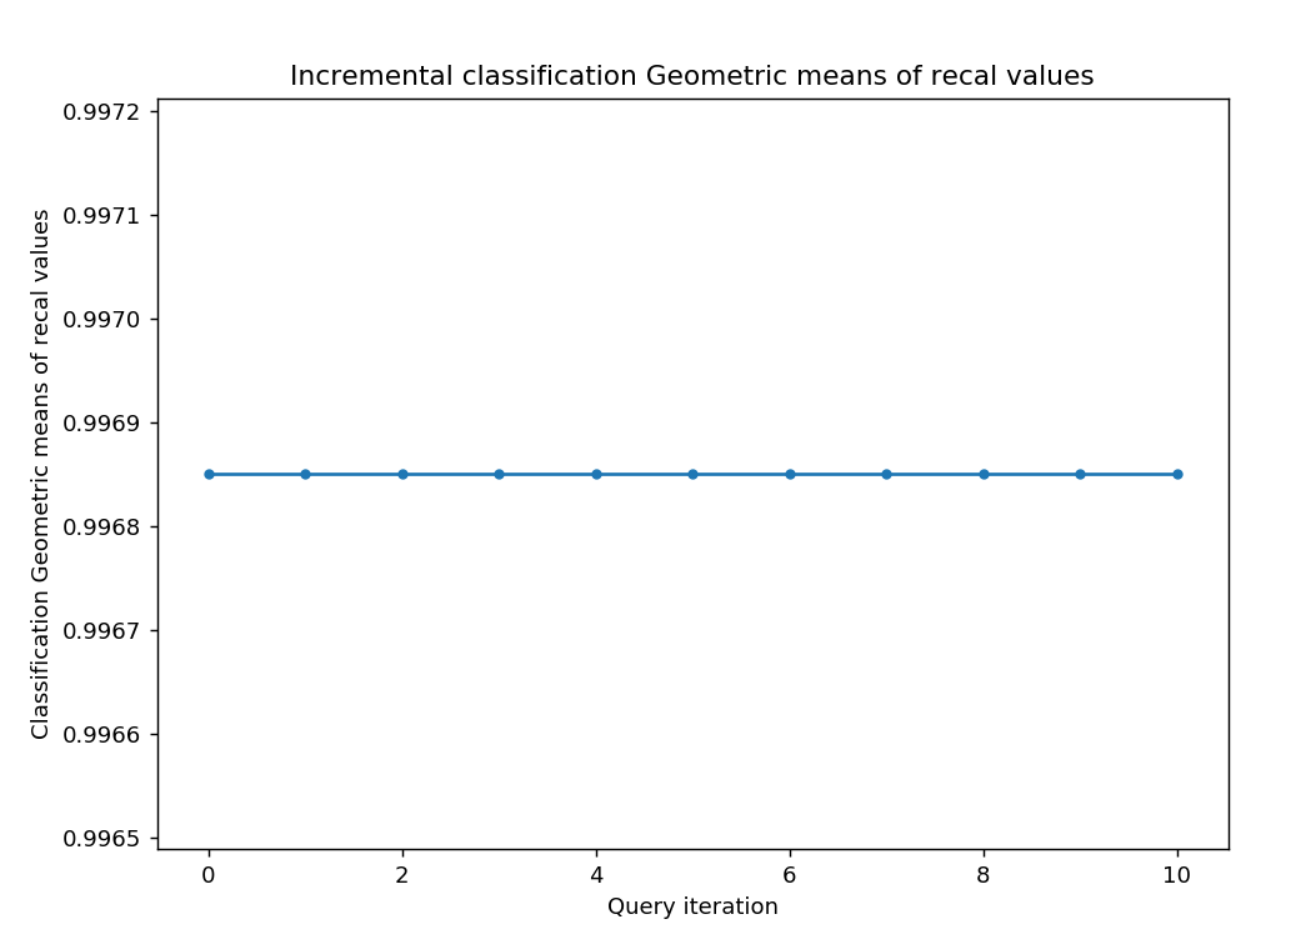 Incremental classification Geometric means of recal values
Classification Geometric means of recal values
0.9972
0.9971
0.9970
0.9969
0.9968
0.9967
0.9966
0.9965
0 2 4 6 8 10
Query iteration